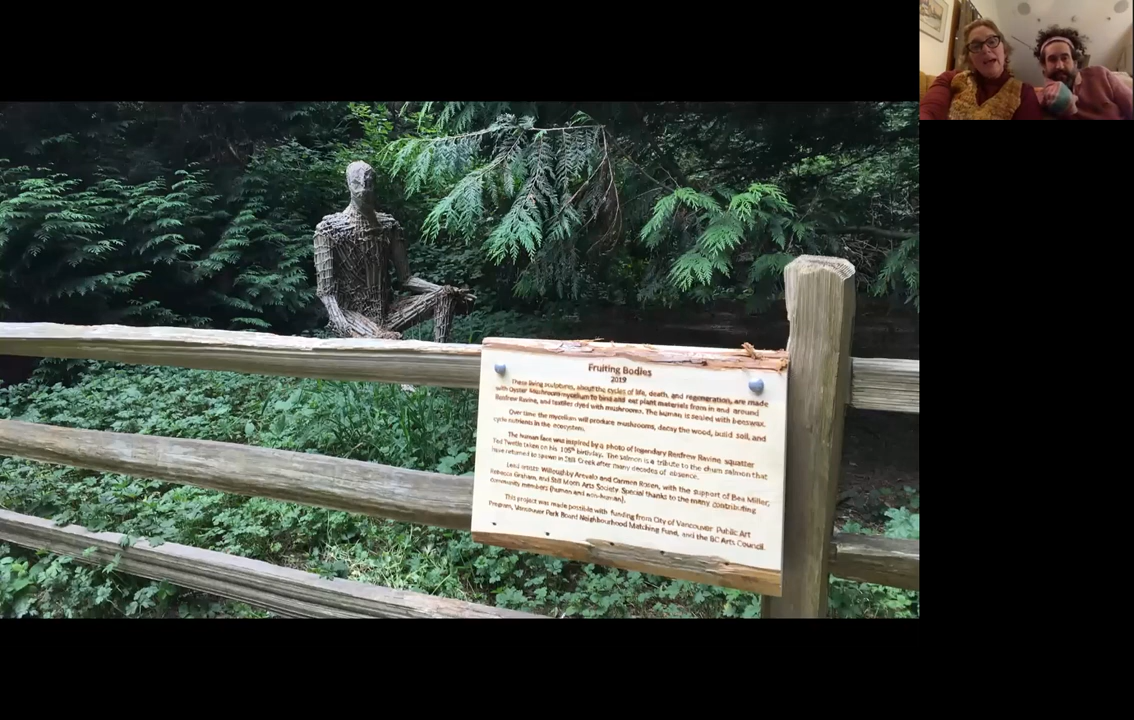 Fruiting Bodies
2019
These living sculptures, about the cycles of life, death, and regeneration, are made
with Oyster Mushroom mycelium to bind and eat plant materials from in and around
Renfrew Ravine, and textiles dyed with mushrooms. The human is sealed with beeswax.
Over time the mycelium will produce mushrooms, decay the wood, build soil, and
cycle nutrients in the ecosystem.
The human face was inspired by a photo of legendary Renfrew Ravine squatter
Ted Twetie taken on his 105th birthday. The salmon is a tribute to the chum salmon that
have returned to spawn in Still Creek after many decades of absence.
Lead artists Willoughby Arevalo and Carmen Rosen, with the support of Bea Miller,
Rebecca Graham, and Still Moon Arts Society. Special thanks to the many contributing
community members (human and non-human).
This project was made possible with funding from City of Vancouver Public Art
Program, Vancouver Park Board Neighbourhood Matching Fund, and the BC Arts Council.